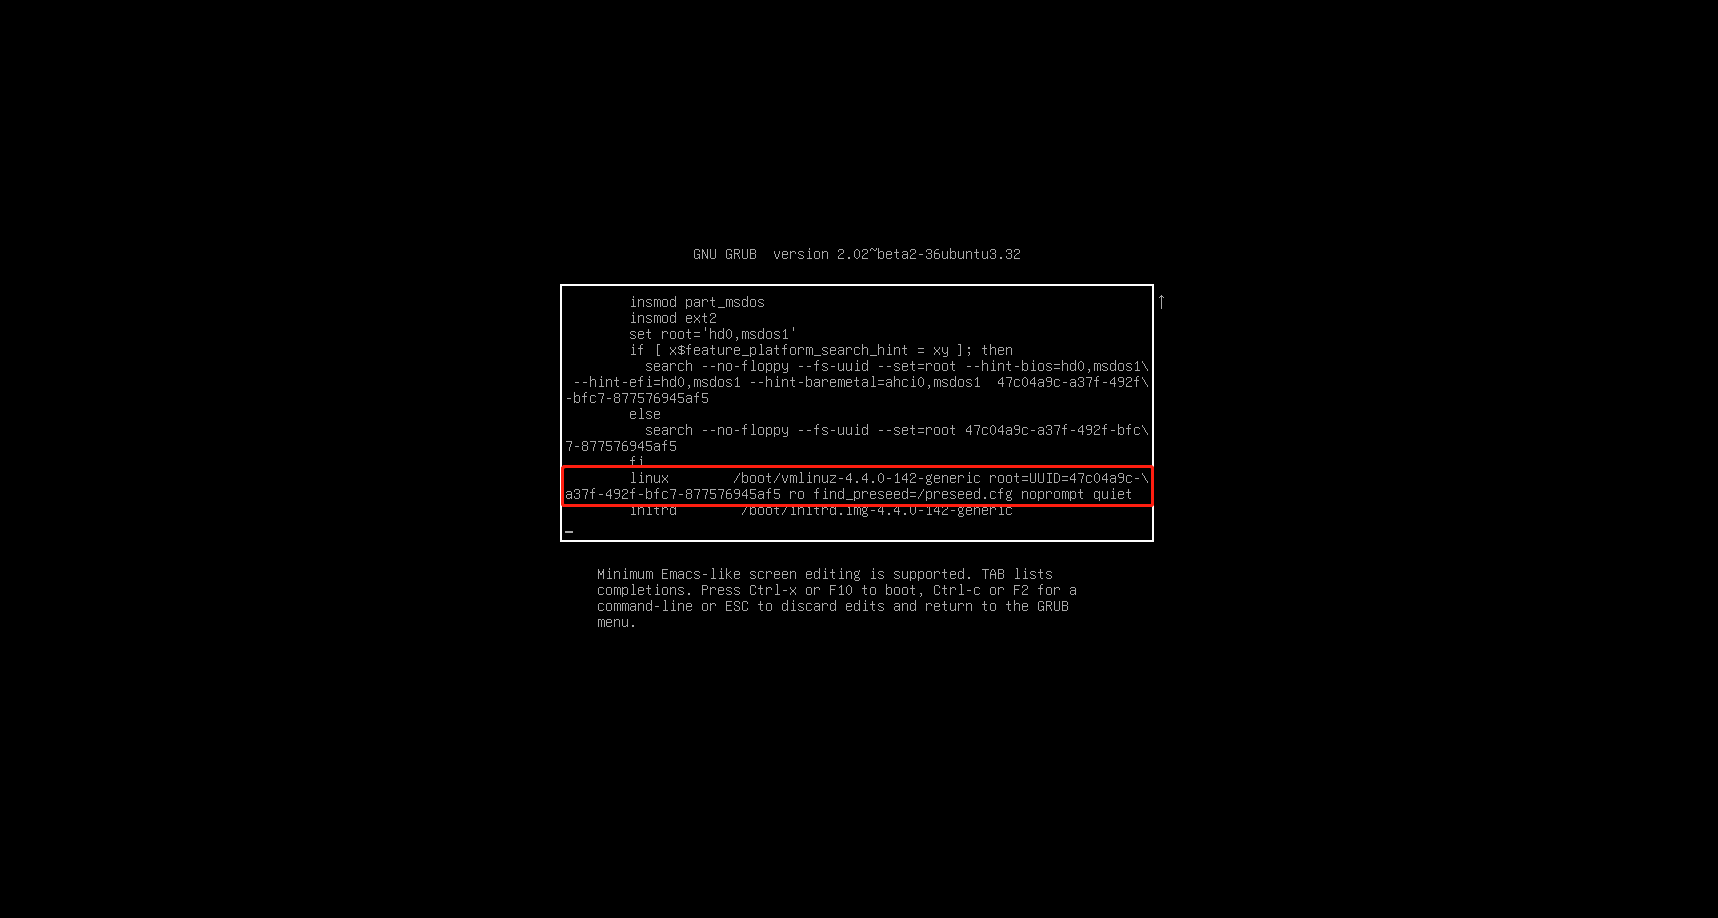 GNU GRUB  version 2.02~beta2-36ubuntu3.32
insmod part_msdos
insmod ext2
set root='hd0,msdos1'
if [ x$feature_platform_search_hint = xy ]; then
search --no-floppy --fs-uuid --set=root --hint-bios=hd0,msdos1\
--hint-efi=hd0,msdos1 --hint-baremetal=ahci0,msdos1  47c04a9c-a37f-492f\
-bfc7-877576945af5
else
search --no-floppy --fs-uuid --set=root 47c04a9c-a37f-492f-bfc\
7-877576945af5
fi
linux        /boot/vmlinuz-4.4.0-142-generic root=UUID=47c04a9c-\
a37f-492f-bfc7-877576945af5 ro find_preseed=/preseed.cfg noprompt quiet
initrd        /boot/initrd.img-4.4.0-142-generic
Minimum Emacs-like screen editing is supported. TAB lists
completions. Press Ctrl-x or F10 to boot, Ctrl-c or F2 for a
command-line or ESC to discard edits and return to the GRUB
menu.